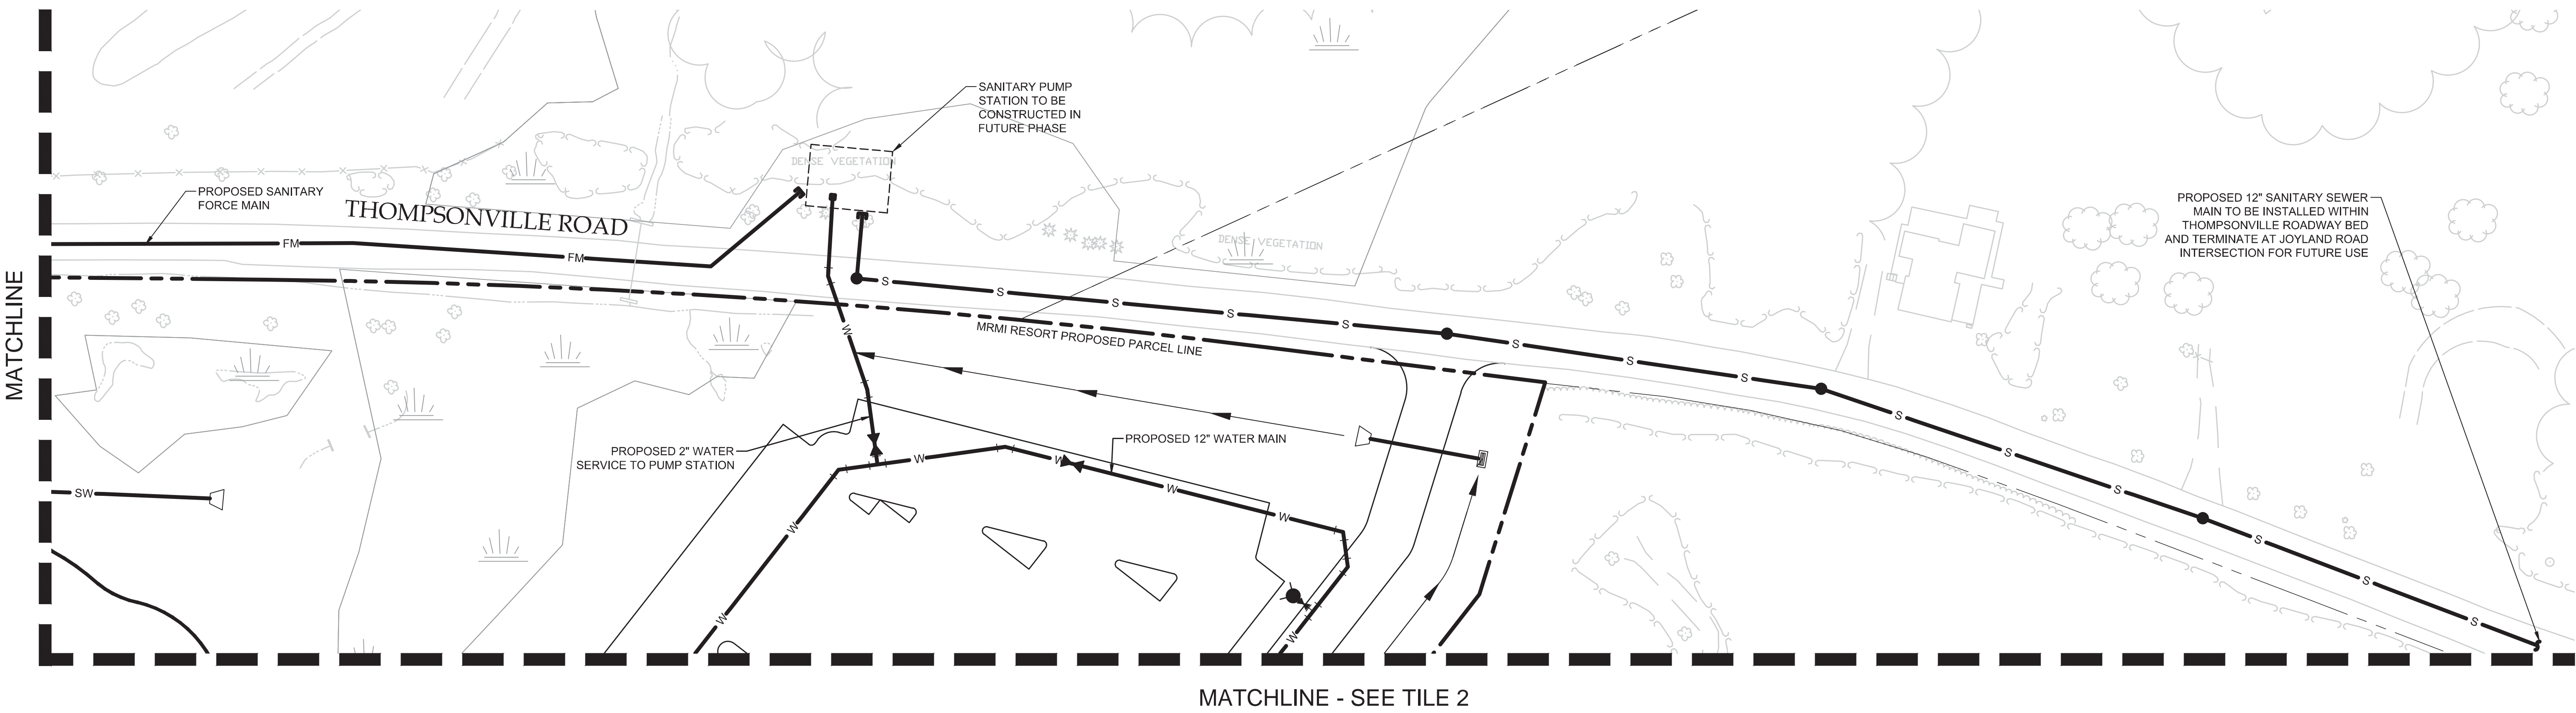 SANITARY PUMP
STATION TO BE
CONSTRUCTED IN
FUTURE PHASE
DENSE VEGETATION
PROPOSED SANITARY
FORCE MAIN
THOMPSONVILLE ROAD
PROPOSED 12" SANITARY SEWER
MAIN TO BE INSTALLED WITHIN
THOMPSONVILLE ROADWAY BED
AND TERMINATE AT JOYLAND ROAD
INTERSECTION FOR FUTURE USE
DENSE VEGETATION
FM
FM
S
S
S
S
S
S
S
S
S
S
S
S
S
S
W
MRMI RESORT PROPOSED PARCEL LINE
MATCHLINE
PROPOSED 2" WATER
SERVICE TO PUMP STATION
PROPOSED 12" WATER MAIN
W
W
W
W
W
W
W
SW
MATCHLINE - SEE TILE 2